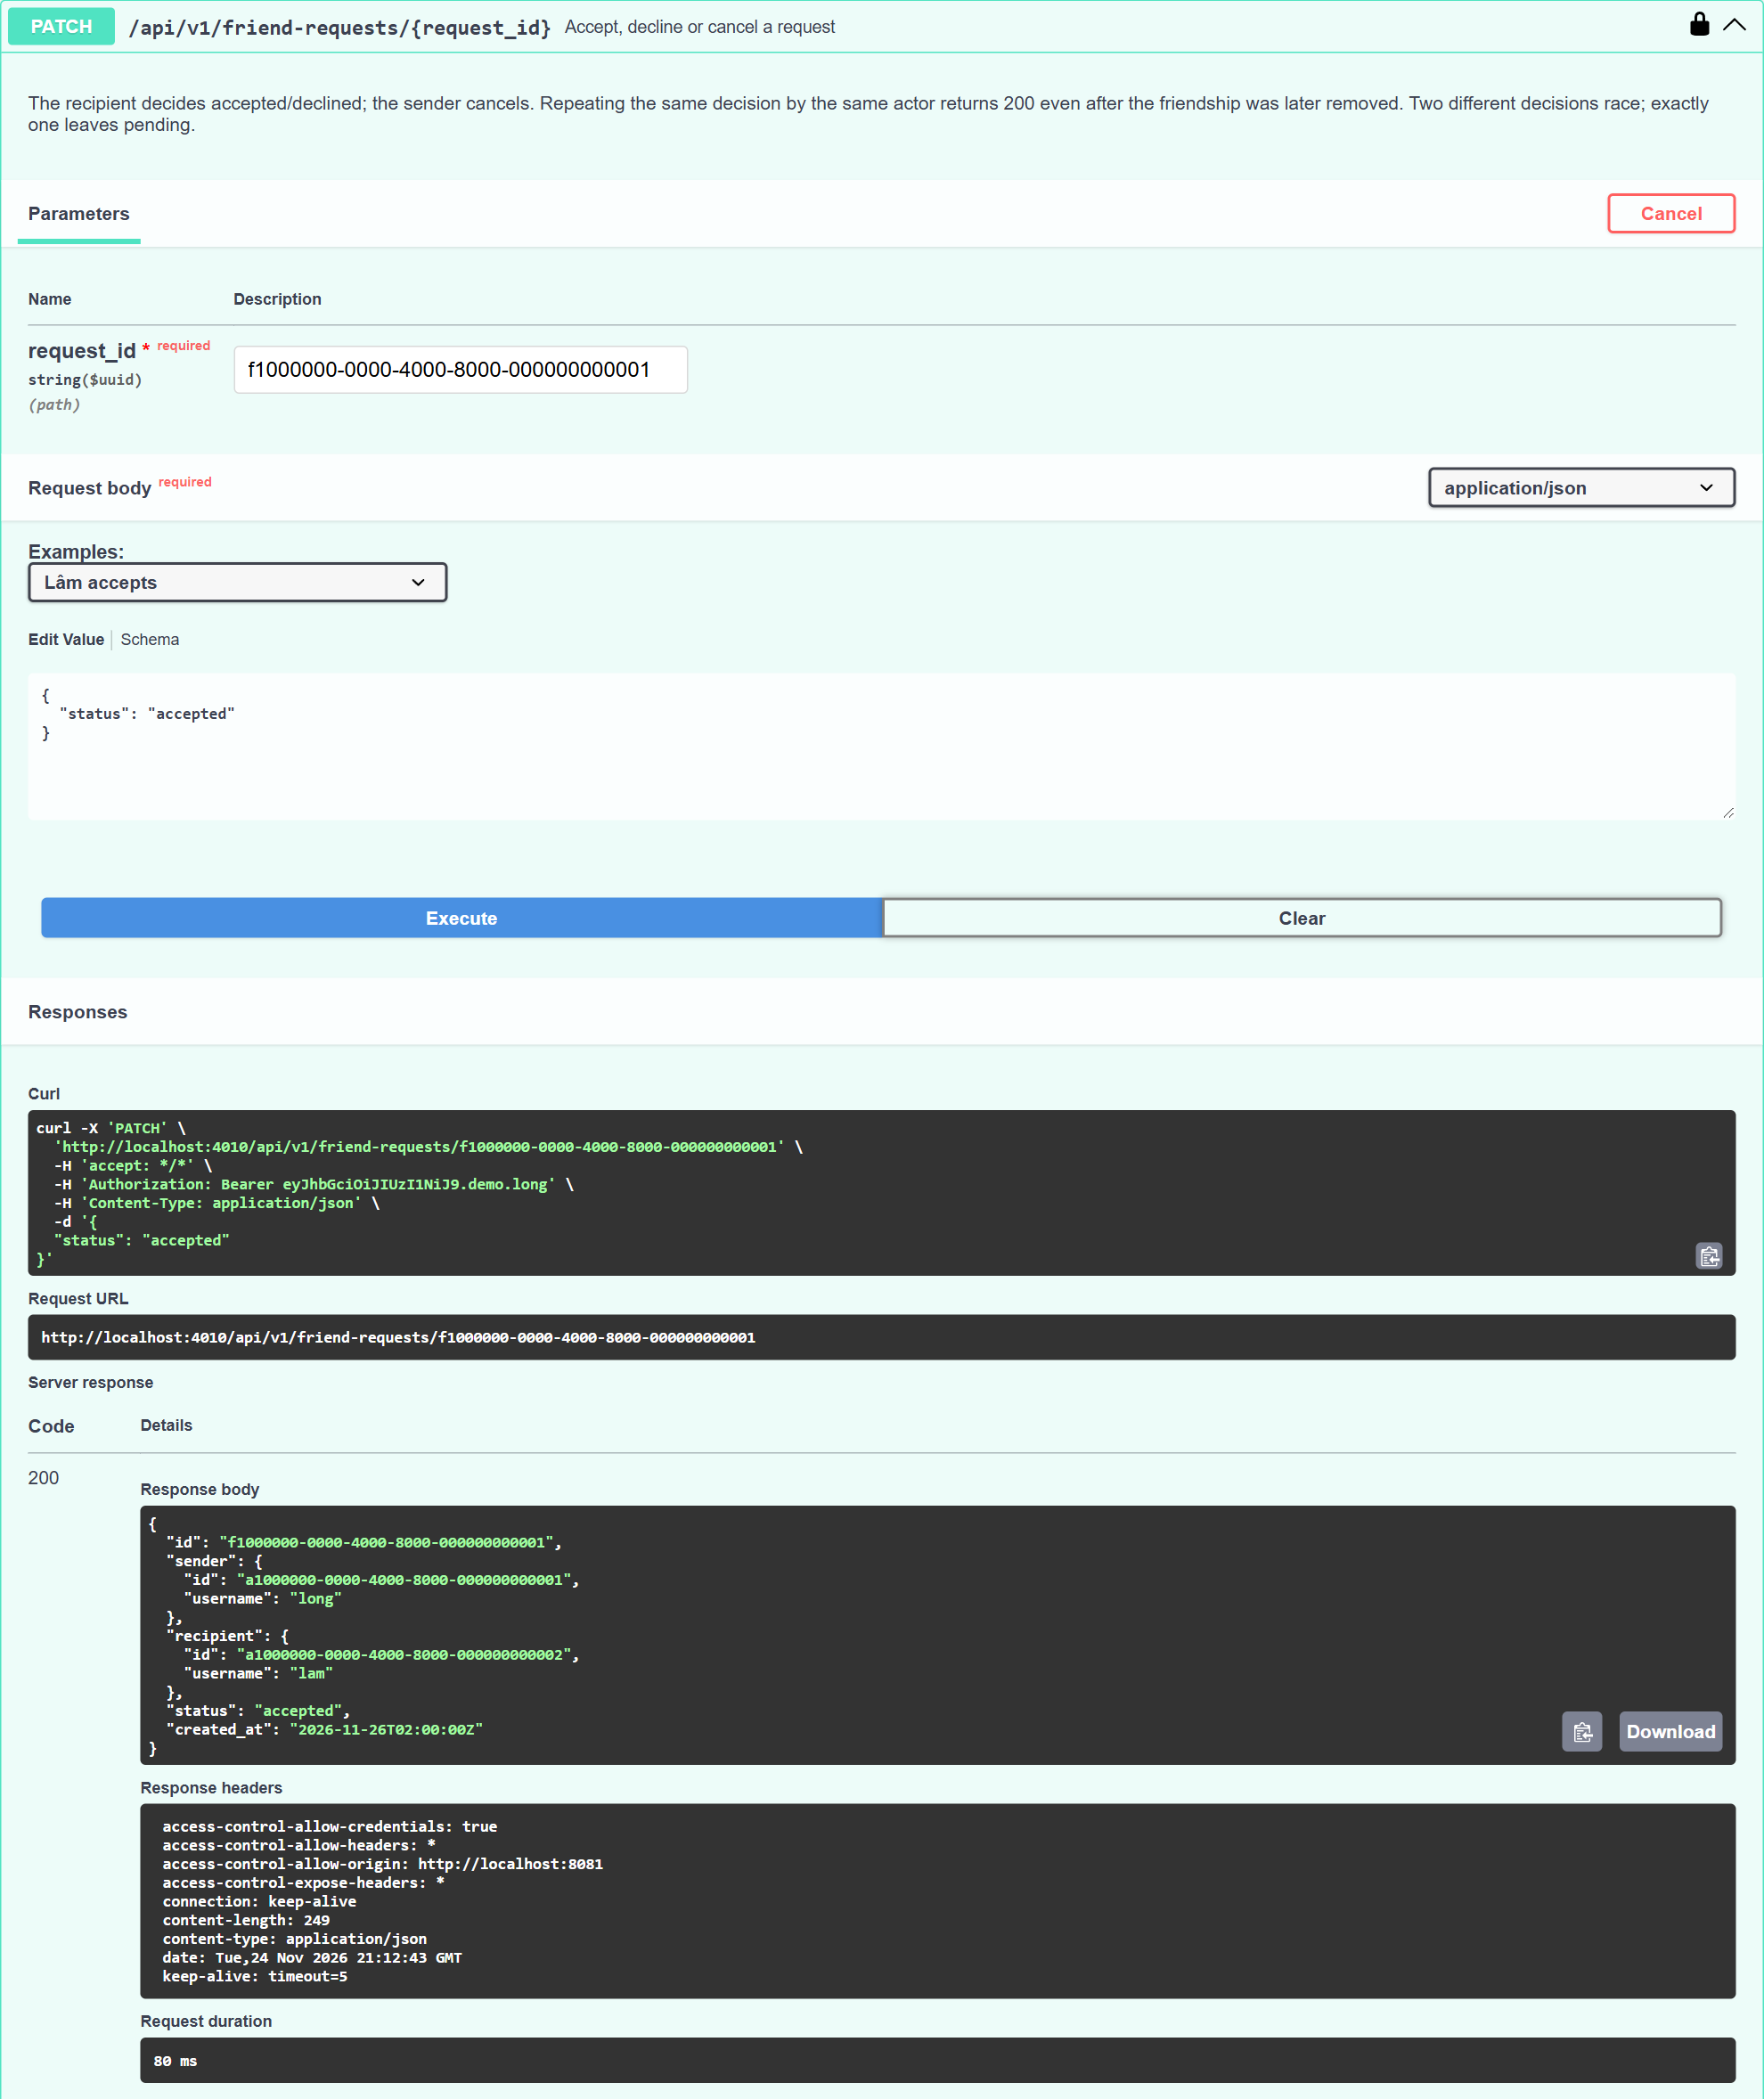 PATCH /api/v1/friend-requests/{request_id} Accept, decline or cancel a request
The recipient decides accepted/declined; the sender cancels. Repeating the same decision by the same actor returns 200 even after the friendship was later removed. Two different decisions race; exactly
one leaves pending.
Parameters
Cancel
Name Description
request_id * required
string($uuid)
(path)
f1000000-0000-4000-8000-000000000001
Request body required
application/json
Examples:
Lâm accepts
Edit Value Schema
{
  "status": "accepted"
}
Execute Clear
Responses
Curl
curl -X 'PATCH' \
  'http://localhost:4010/api/v1/friend-requests/f1000000-0000-4000-8000-000000000001' \
  -H 'accept: */*' \
  -H 'Authorization: Bearer eyJhbGciOiJIUzI1NiJ9.demo.long' \
  -H 'Content-Type: application/json' \
  -d '{
  "status": "accepted"
}'
Request URL
http://localhost:4010/api/v1/friend-requests/f1000000-0000-4000-8000-000000000001
Server response
Code Details
200
Response body
{
  "id": "f1000000-0000-4000-8000-000000000001",
  "sender": {
    "id": "a1000000-0000-4000-8000-000000000001",
    "username": "long"
  },
  "recipient": {
    "id": "a1000000-0000-4000-8000-000000000002",
    "username": "lam"
  },
  "status": "accepted",
  "created_at": "2026-11-26T02:00:00Z"
}
Download
Response headers
access-control-allow-credentials: true
access-control-allow-headers: *
access-control-allow-origin: http://localhost:8081
access-control-expose-headers: *
connection: keep-alive
content-length: 249
content-type: application/json
date: Tue,24 Nov 2026 21:12:43 GMT
keep-alive: timeout=5
Request duration
80 ms